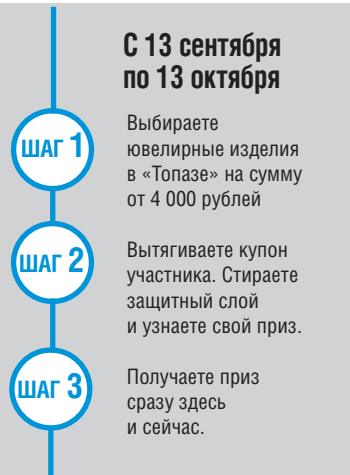 С 13 сентября
по 13 октября
ШАГ 1
Выбираете
ювелирные изделия
в «Топазе» на сумму
от 4 000 рублей
ШАГ 2
Вытягиваете купон
участника. Стираете
защитный слой
и узнаете свой приз.
ШАГ 3
Получаете приз
сразу здесь
и сейчас.